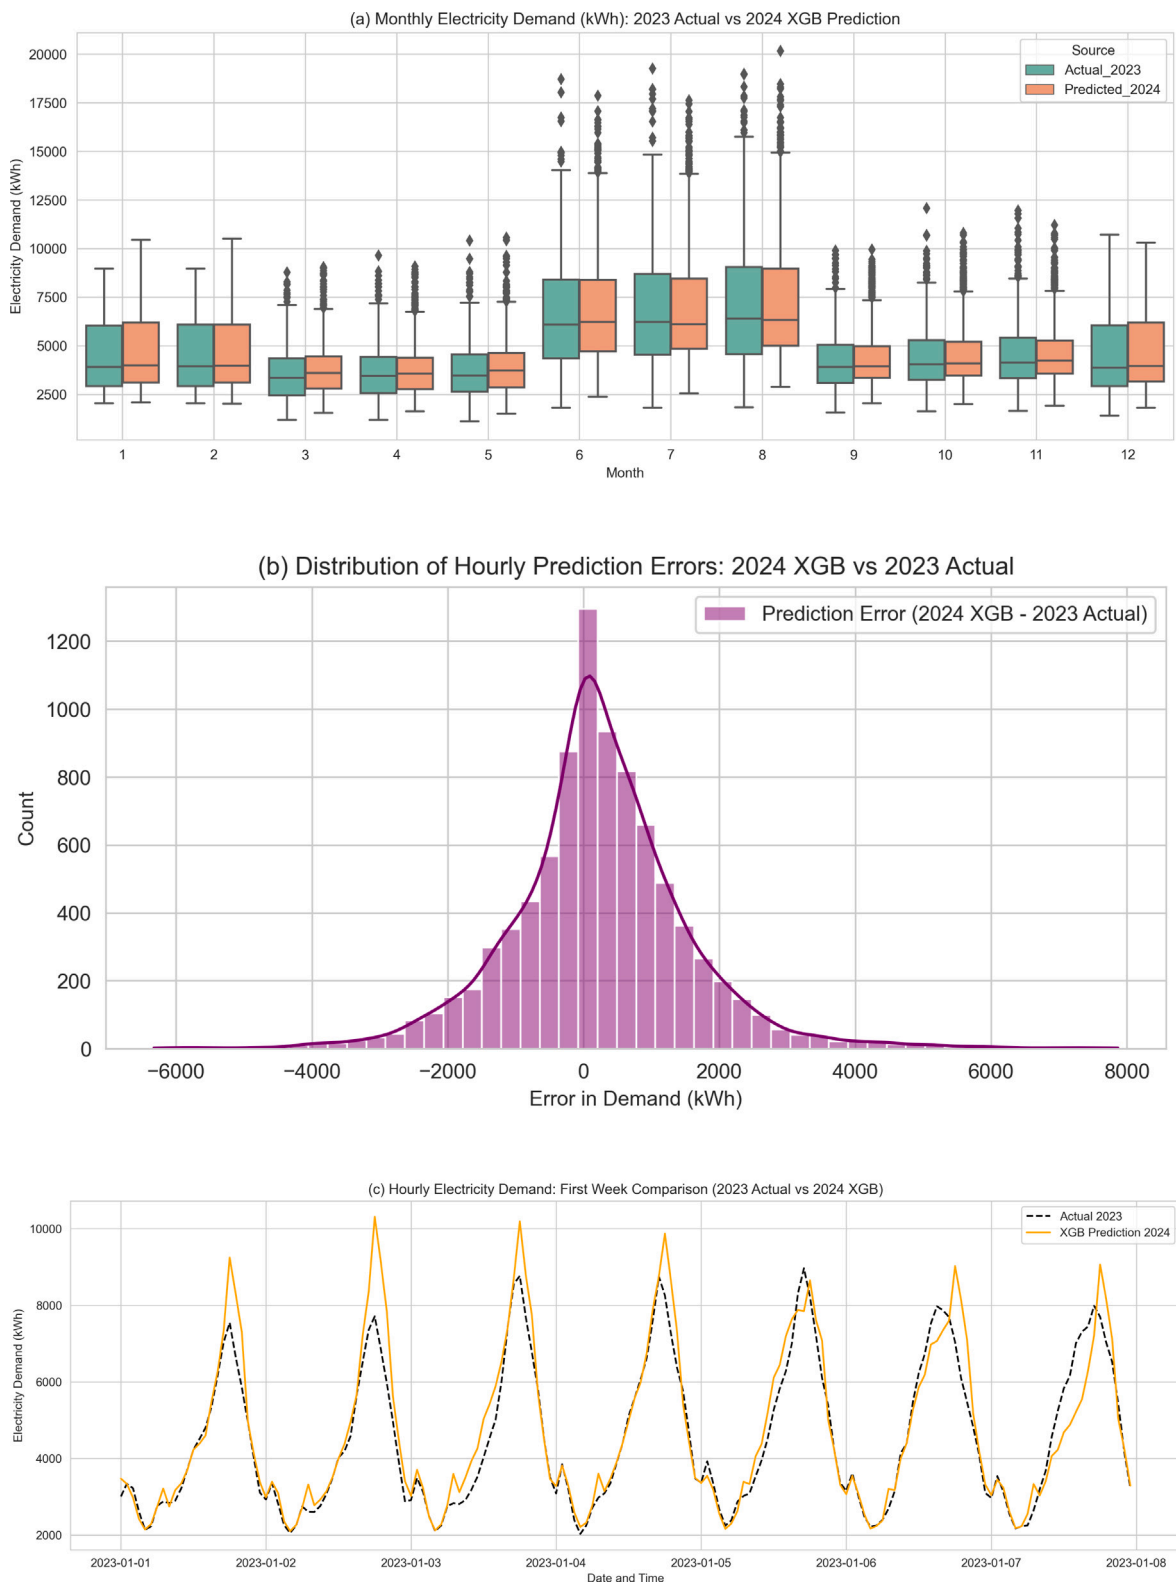 (a) Monthly Electricity Demand (kWh): 2023 Actual vs 2024 XGB Prediction
Source
Actual_2023
Predicted_2024
Electricity Demand (kWh)
20000
17500
15000
12500
10000
7500
5000
2500
1 2 3 4 5 6 7 8 9 10 11 12
Month
(b) Distribution of Hourly Prediction Errors: 2024 XGB vs 2023 Actual
Prediction Error (2024 XGB - 2023 Actual)
Count
1200
1000
800
600
400
200
0
−6000 −4000 −2000 0 2000 4000 6000 8000
Error in Demand (kWh)
(c) Hourly Electricity Demand: First Week Comparison (2023 Actual vs 2024 XGB)
Actual 2023
XGB Prediction 2024
Electricity Demand (kWh)
10000
8000
6000
4000
2000
2023-01-01 2023-01-02 2023-01-03 2023-01-04 2023-01-05 2023-01-06 2023-01-07 2023-01-08
Date and Time